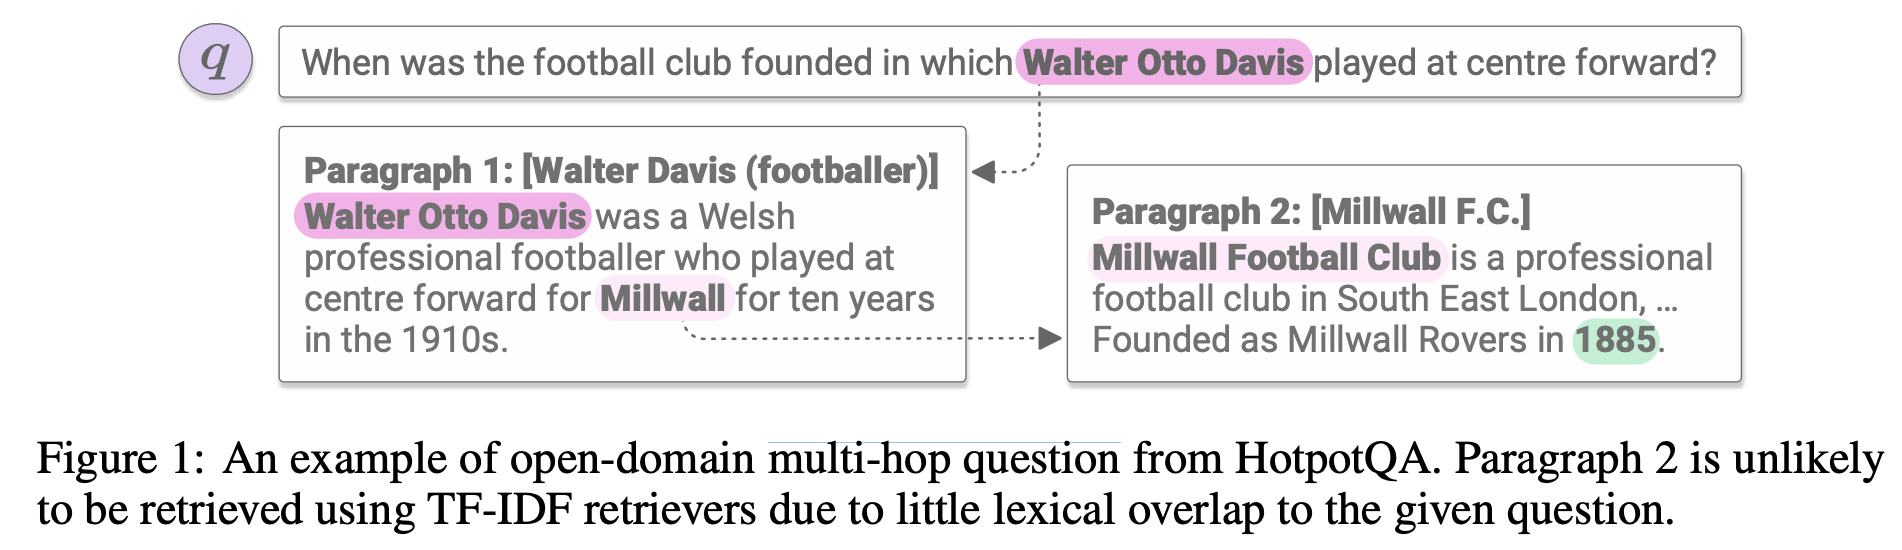 q
When was the football club founded in which Walter Otto Davis played at centre forward?
Paragraph 1: [Walter Davis (footballer)]
Walter Otto Davis was a Welsh
professional footballer who played at
centre forward for Millwall for ten years
in the 1910s.
Paragraph 2: [Millwall F.C.]
Millwall Football Club is a professional
football club in South East London, ...
Founded as Millwall Rovers in 1885.
Figure 1: An example of open-domain multi-hop question from HotpotQA. Paragraph 2 is unlikely
to be retrieved using TF-IDF retrievers due to little lexical overlap to the given question.